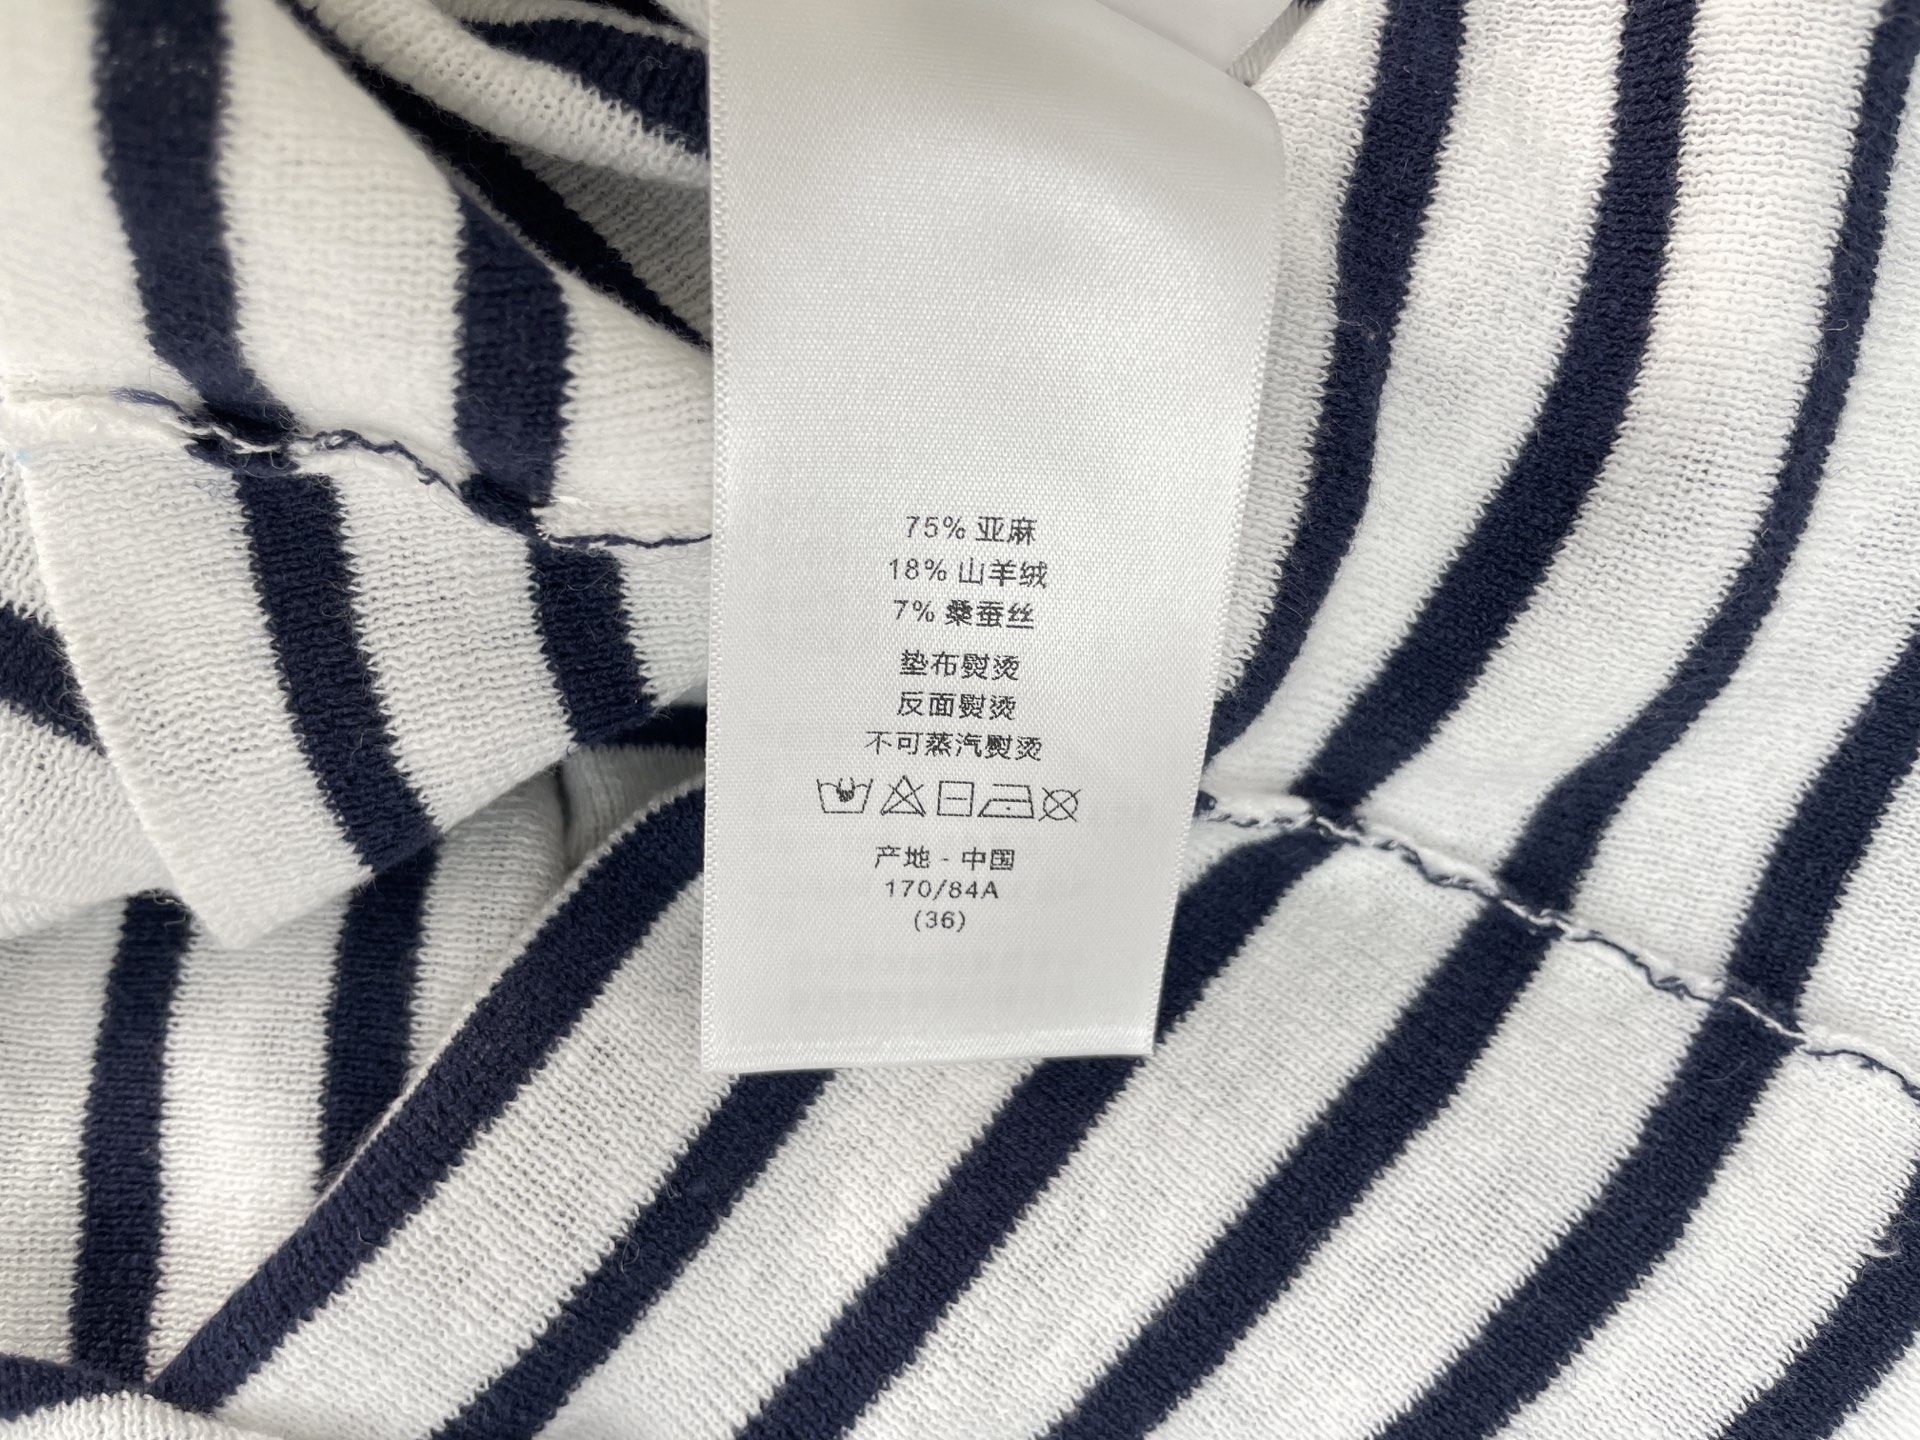 75% 亚麻
18% 山羊绒
7% 桑蚕丝
垫布熨烫
反面熨烫
不可蒸汽熨烫
产地 - 中国
170/84A
(36)